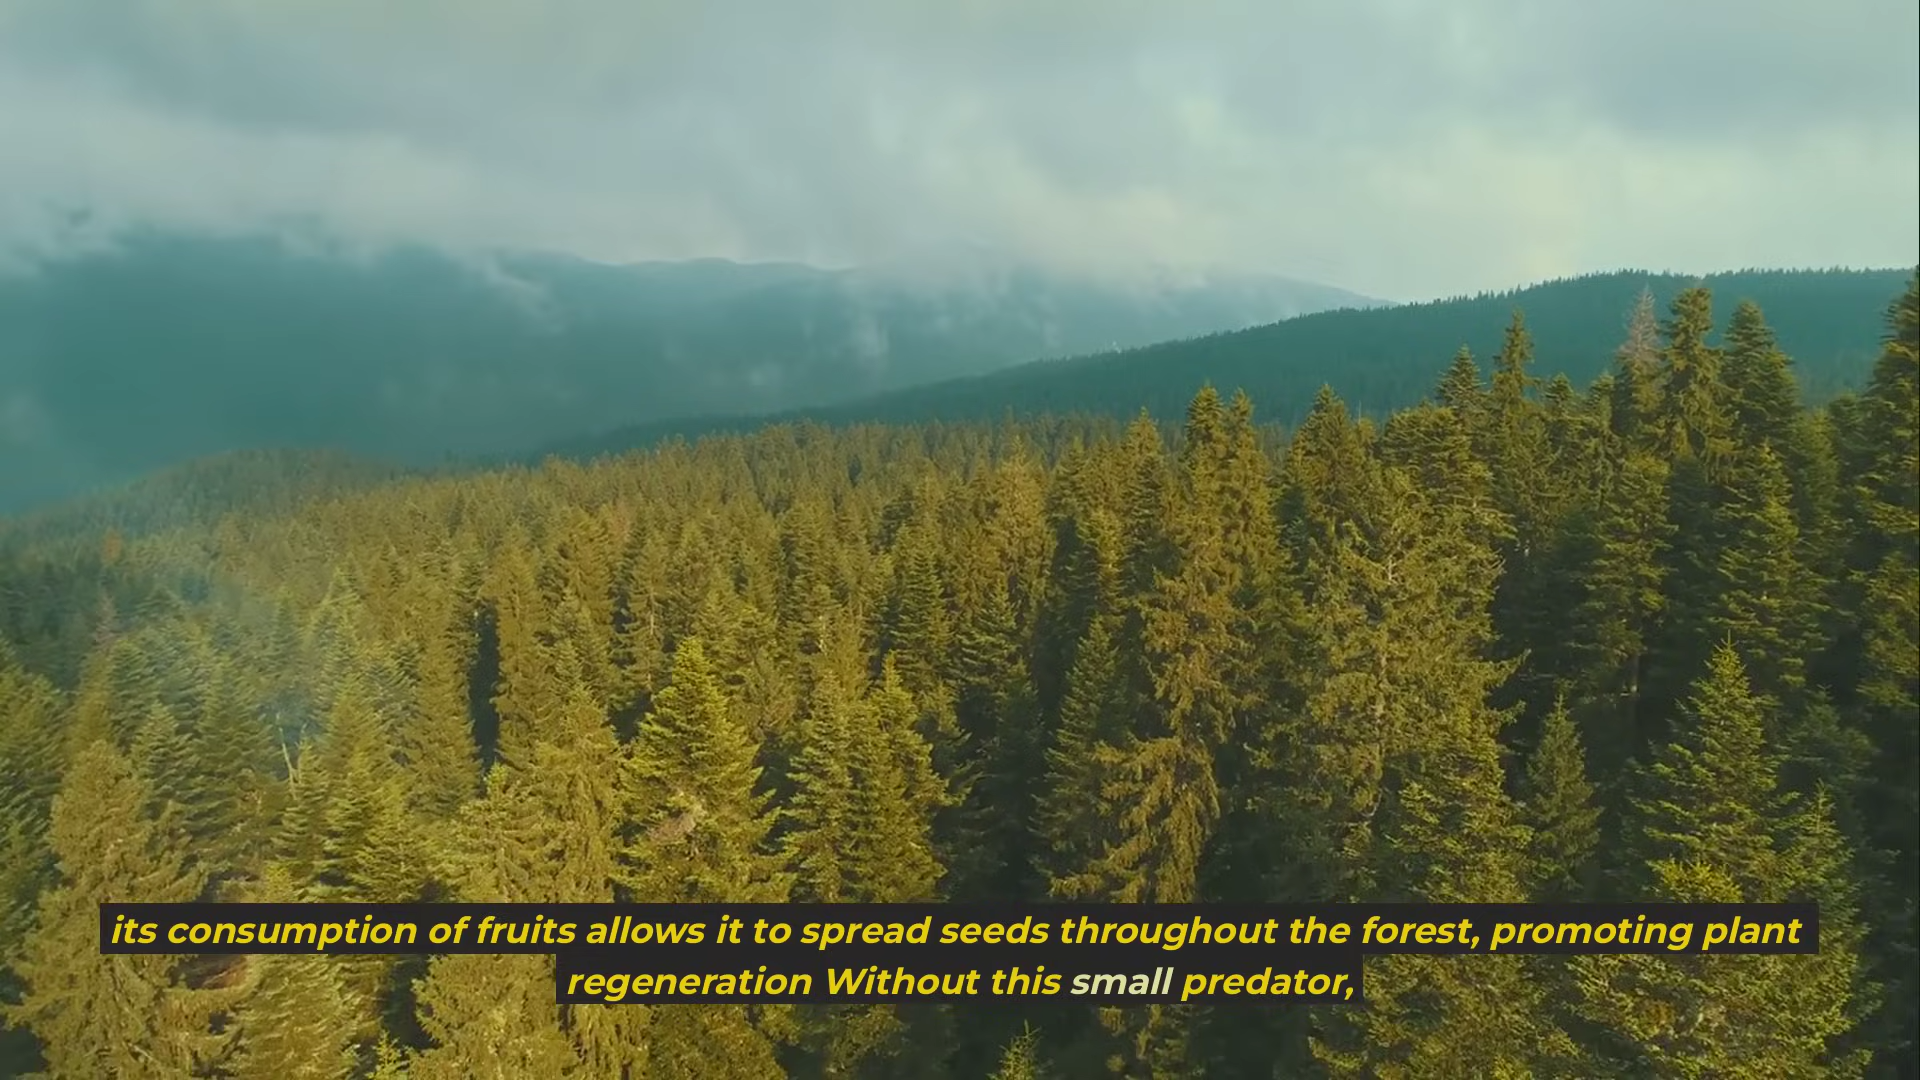 its consumption of fruits allows it to spread seeds throughout the forest, promoting plant
regeneration Without this small predator,